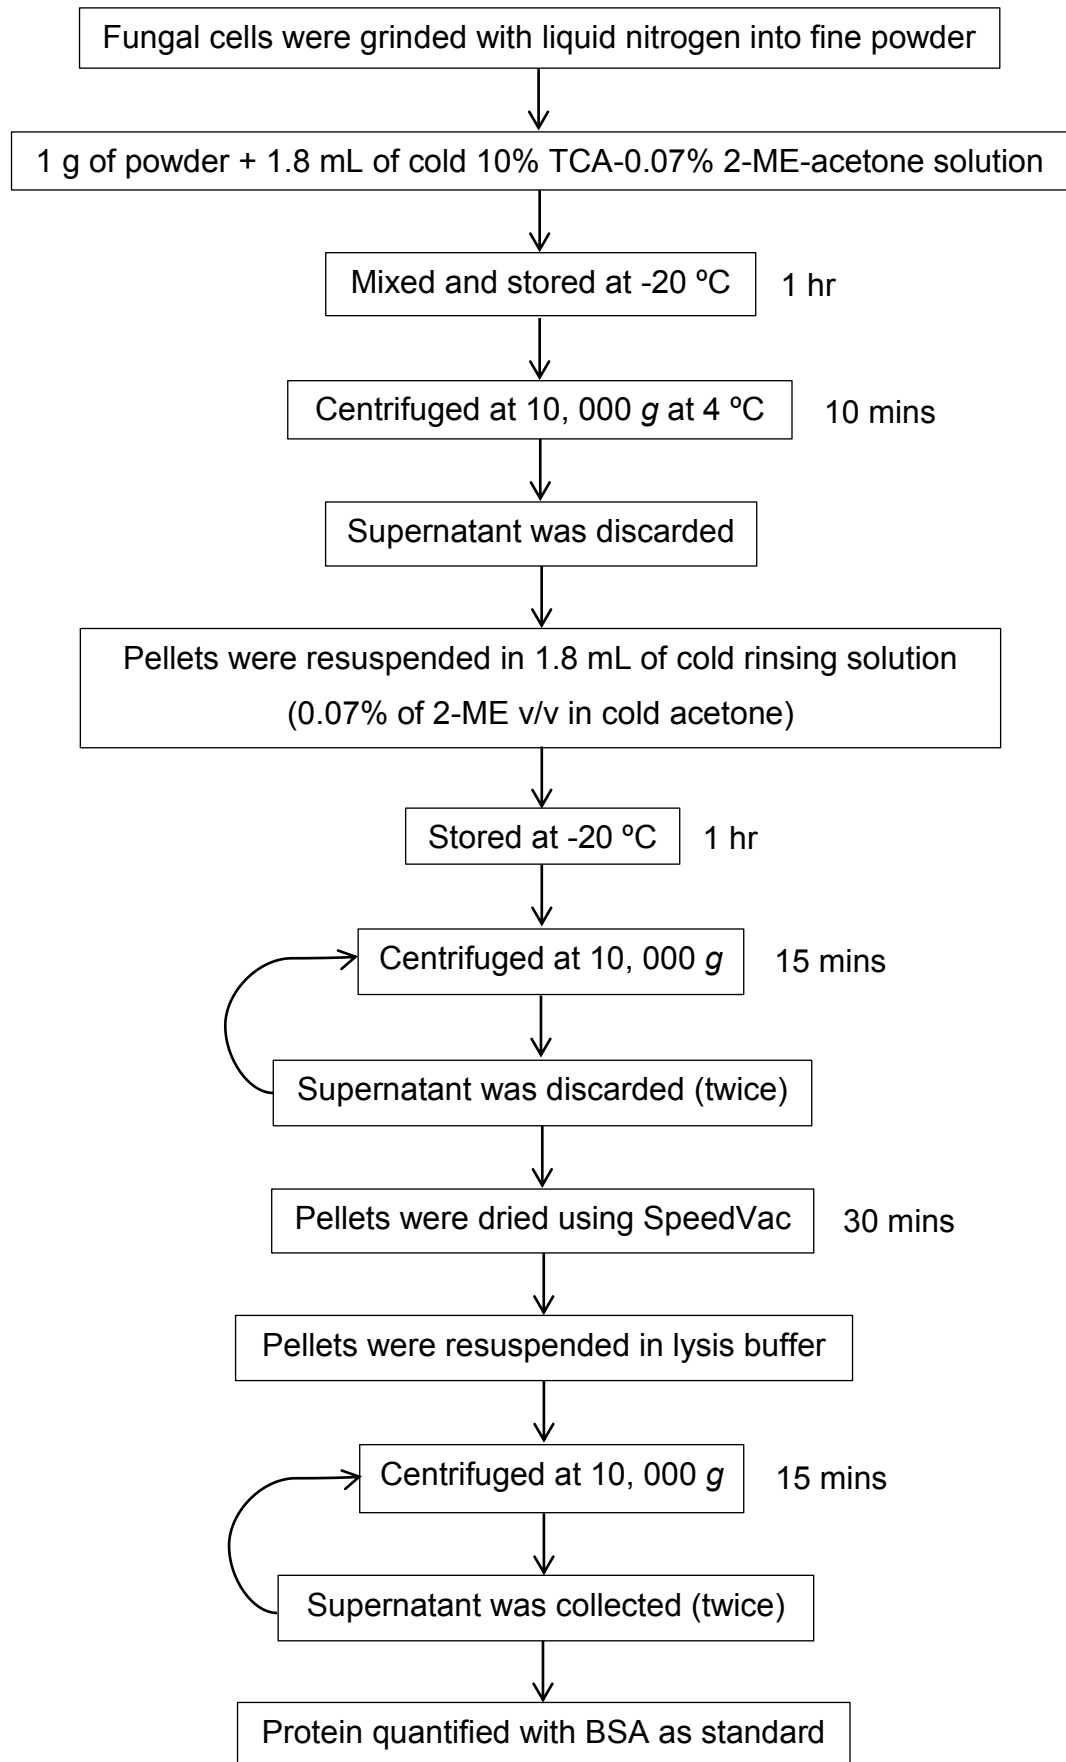 Fungal cells were grinded with liquid nitrogen into fine powder
1 g of powder + 1.8 mL of cold 10% TCA-0.07% 2-ME-acetone solution
Mixed and stored at -20 ºC 1 hr
Centrifuged at 10, 000 g at 4 ºC 10 mins
Supernatant was discarded
Pellets were resuspended in 1.8 mL of cold rinsing solution
(0.07% of 2-ME v/v in cold acetone)
Stored at -20 ºC 1 hr
Centrifuged at 10, 000 g 15 mins
Supernatant was discarded (twice)
Pellets were dried using SpeedVac 30 mins
Pellets were resuspended in lysis buffer
Centrifuged at 10, 000 g 15 mins
Supernatant was collected (twice)
Protein quantified with BSA as standard